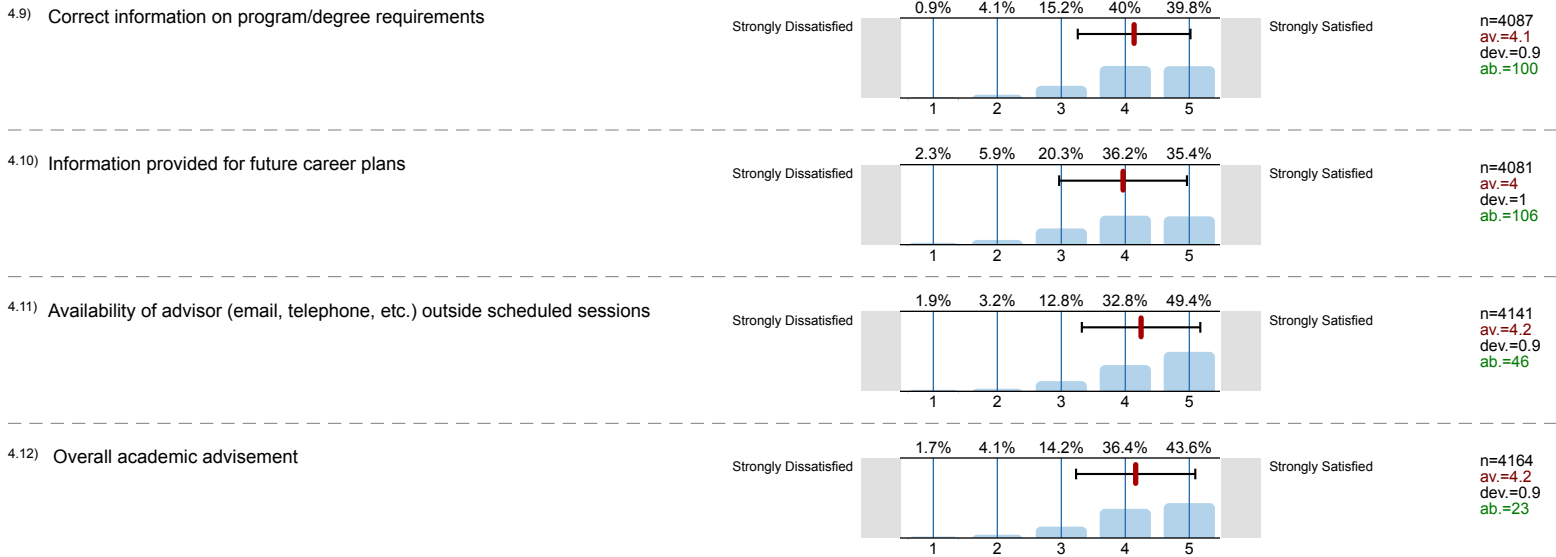 4.9) Correct information on program/degree requirements
Strongly Dissatisfied
0.9% 4.1% 15.2% 40% 39.8%
1 2 3 4 5
Strongly Satisfied
n=4087
av.=4.1
dev.=0.9
ab.=100
4.10) Information provided for future career plans
Strongly Dissatisfied
2.3% 5.9% 20.3% 36.2% 35.4%
1 2 3 4 5
Strongly Satisfied
n=4081
av.=4
dev.=1
ab.=106
4.11) Availability of advisor (email, telephone, etc.) outside scheduled sessions
Strongly Dissatisfied
1.9% 3.2% 12.8% 32.8% 49.4%
1 2 3 4 5
Strongly Satisfied
n=4141
av.=4.2
dev.=0.9
ab.=46
4.12) Overall academic advisement
Strongly Dissatisfied
1.7% 4.1% 14.2% 36.4% 43.6%
1 2 3 4 5
Strongly Satisfied
n=4164
av.=4.2
dev.=0.9
ab.=23